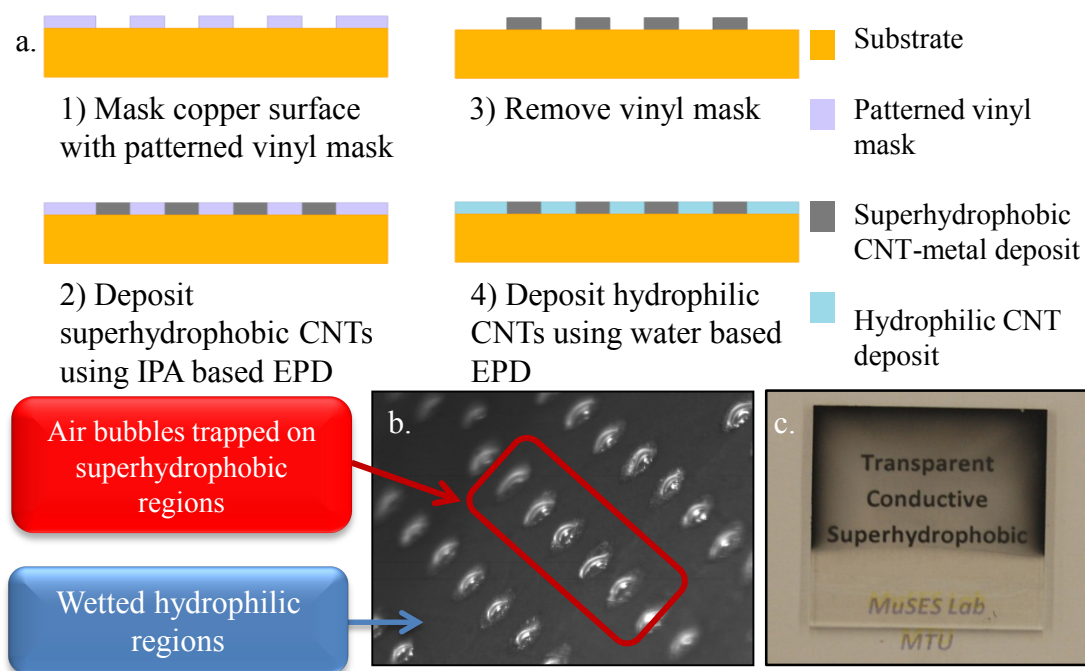 a.
1) Mask copper surface
with patterned vinyl mask
3) Remove vinyl mask
2) Deposit
superhydrophobic CNTs
using IPA based EPD
4) Deposit hydrophilic
CNTs using water based
EPD
Substrate
Patterned vinyl
mask
Superhydrophobic
CNT-metal deposit
Hydrophilic CNT
deposit
Air bubbles trapped on
superhydrophobic
regions
Wetted hydrophilic
regions
b.
c.
Transparent
Conductive
Superhydrophobic
MuSES Lab
MTU